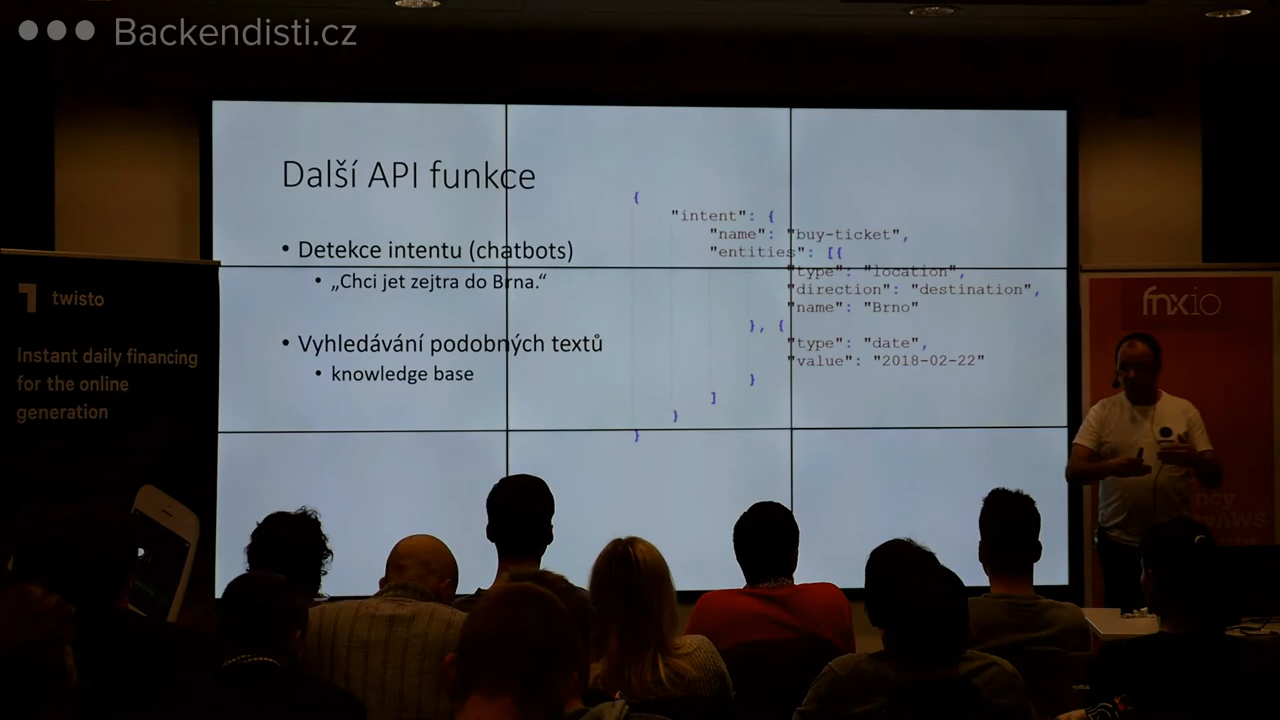 Backendisti.cz
Další API funkce
• Detekce intentu (chatbots)
• „Chci jet zejtra do Brna.“
• Vyhledávání podobných textů
• knowledge base
{
"intent": {
"name": "buy-ticket",
"entities": [{
"type": "location",
"direction": "destination",
"name": "Brno"
}, {
"type": "date",
"value": "2018-02-22"
}
]
}
}
twisto
Instant daily financing
for the online
generation
fnxio